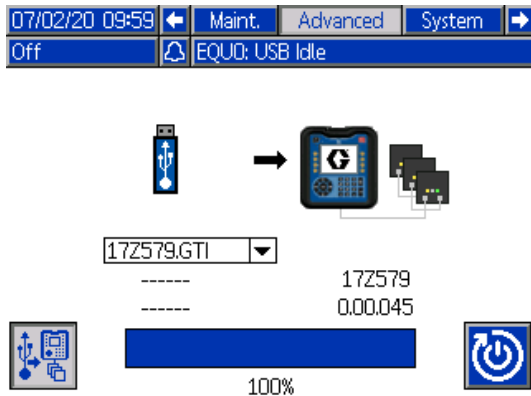 07/02/20 09:59 Maint. Advanced System
Off EQU0: USB Idle
G
17Z579.GTI
------ 17Z579
------ 0.00.045
100%